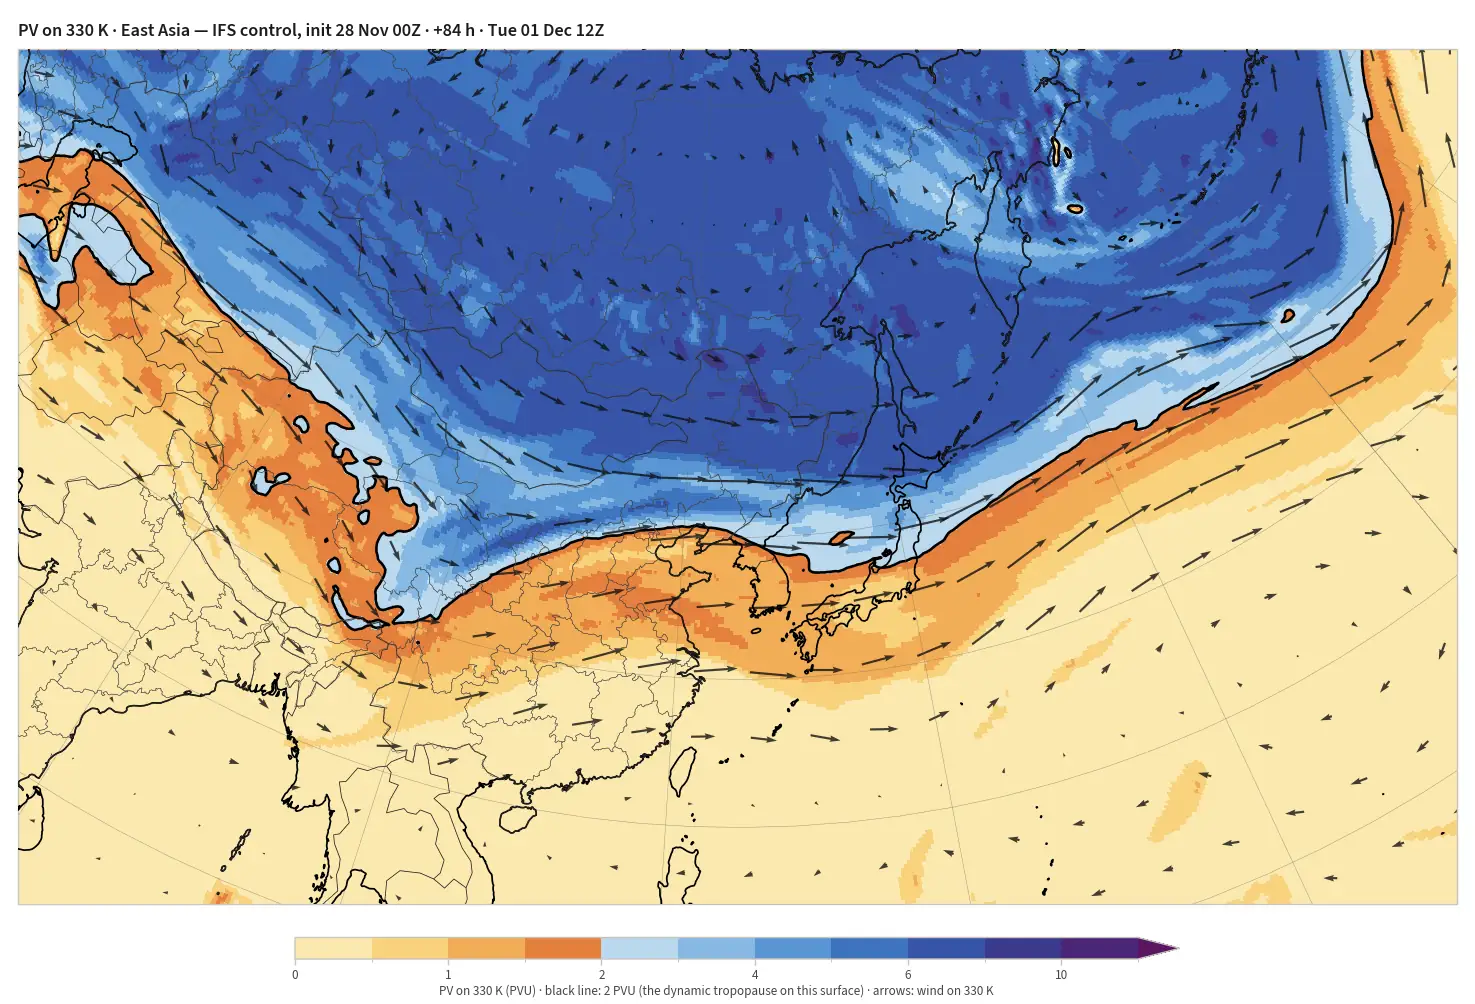 PV on 330 K · East Asia — IFS control, init 28 Nov 00Z · +84 h · Tue 01 Dec 12Z
0 1 2 4 6 10
PV on 330 K (PVU) · black line: 2 PVU (the dynamic tropopause on this surface) · arrows: wind on 330 K